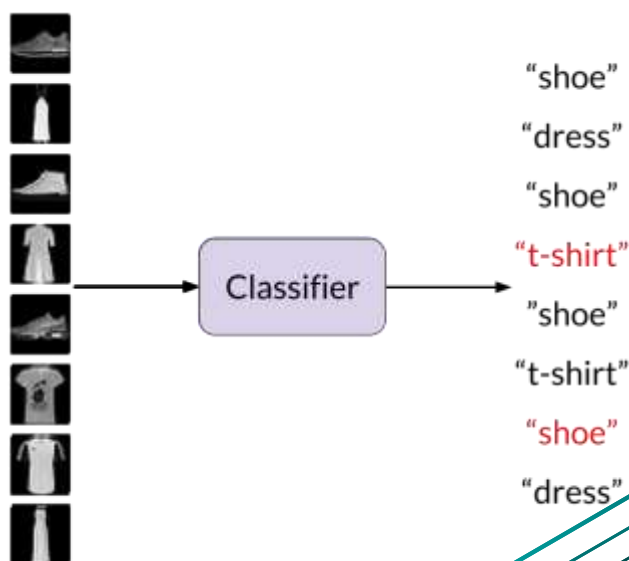 “shoe”
“dress”
“shoe”
“t-shirt”
Classifier
”shoe”
“t-shirt”
“shoe”
“dress”